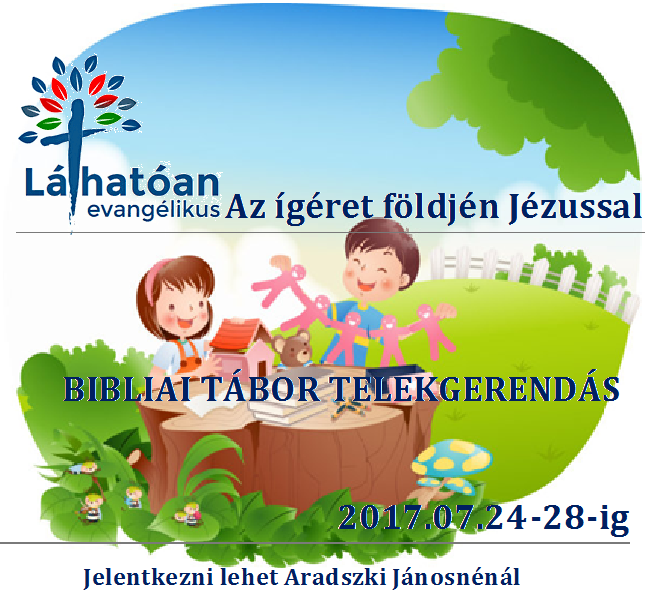 Láthatóan
evangélikus
Az ígéret földjén Jézussal
BIBLIAI TÁBOR TELEKGERENDÁS
2017.07.24-28-ig
Jelentkezni lehet Aradszki Jánosnénál